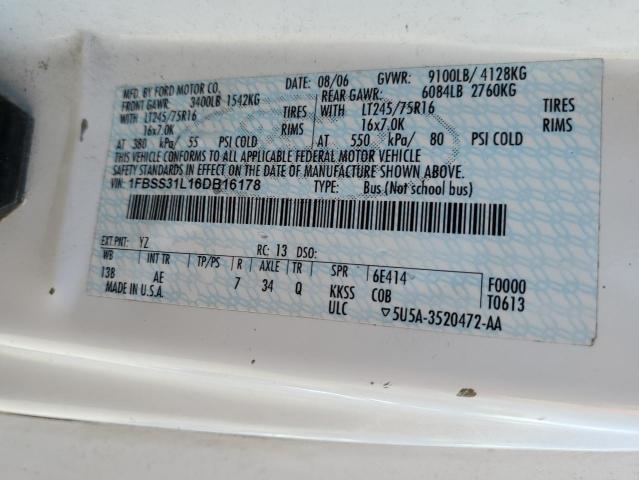 MFD. BY FORD MOTOR CO. DATE: 08/06 GVWR: 9100LB/ 4128KG
FRONT GAWR: 3400LB 1542KG REAR GAWR: 6084LB 2760KG
WITH LT245/75R16 TIRES WITH LT245/75R16 TIRES
16x7.0K RIMS 16x7.0K RIMS
AT 380 kPa/ 55 PSI COLD AT 550 kPa/ 80 PSI COLD
THIS VEHICLE CONFORMS TO ALL APPLICABLE FEDERAL MOTOR VEHICLE
SAFETY STANDARDS IN EFFECT ON THE DATE OF MANUFACTURE SHOWN ABOVE.
VIN: 1FBSS31L16DB16178 TYPE: Bus (Not school bus)
EXT PNT: YZ RC: 13 DSO:
WB INT TR TP/PS R AXLE TR SPR 6E414 F0000
138 AE 7 34 Q KKSS COB T0613
MADE IN U.S.A. ULC ▽5U5A-3520472-AA